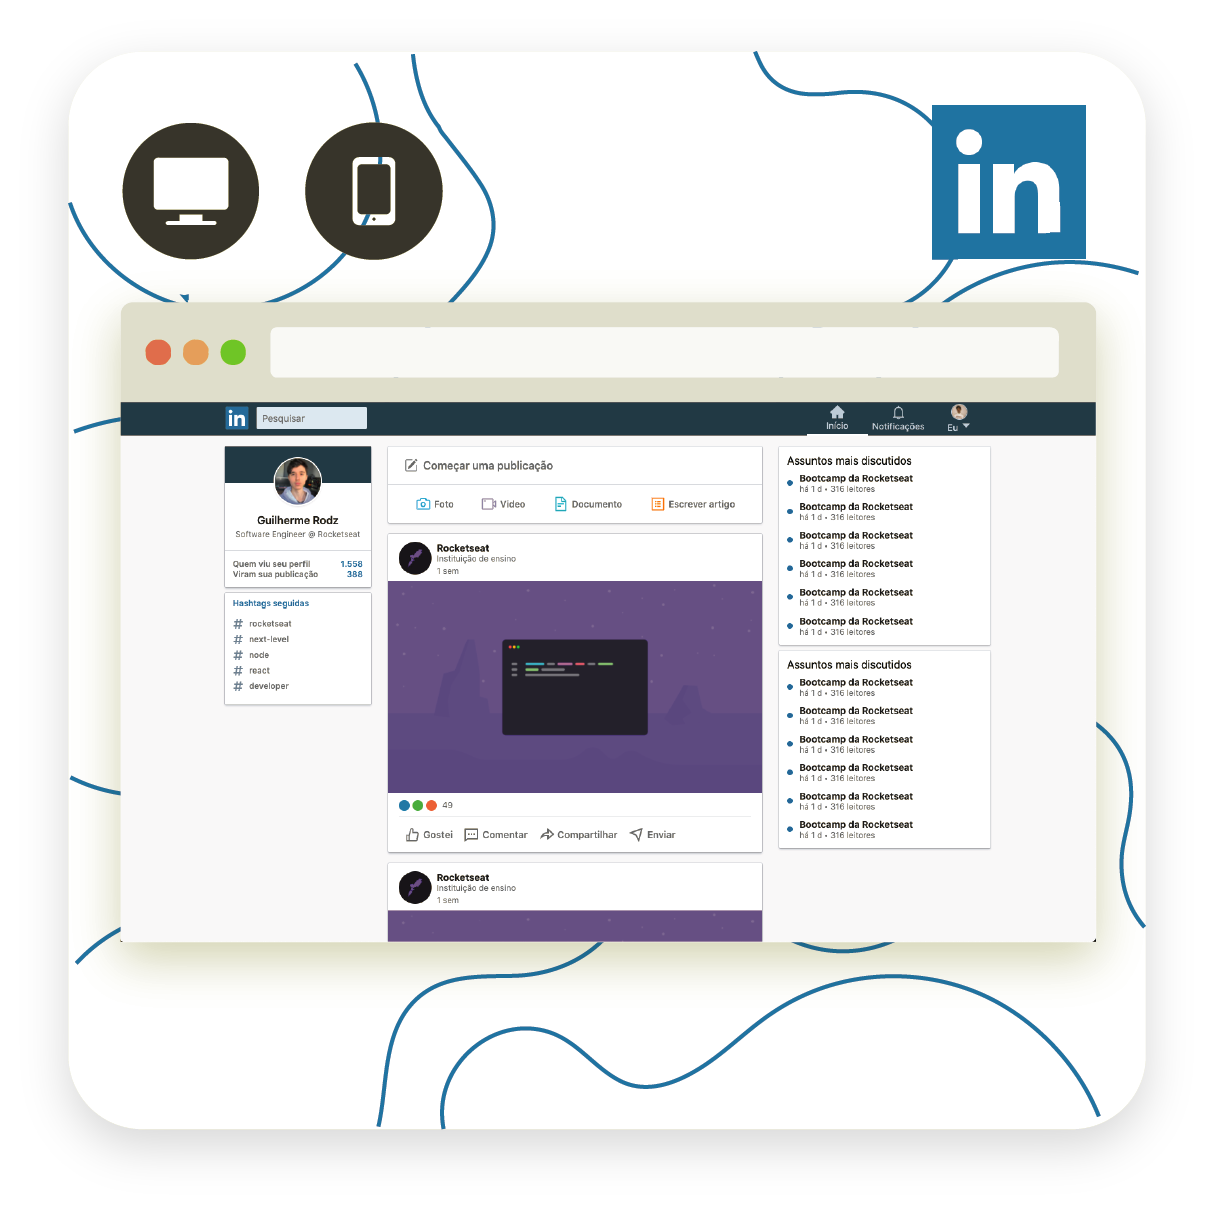 in
in
Pesquisar
Início
Notificações
Eu
Guilherme Rodz
Software Engineer @ Rocketseat
Quem viu seu perfil 1.558
Viram sua publicação 388
Hashtags seguidas
# rocketseat
# next-level
# node
# react
# developer
Começar uma publicação
Foto
Video
Documento
Escrever artigo
Rocketseat
Instituição de ensino
1 sem
49
Gostei
Comentar
Compartilhar
Enviar
Rocketseat
Instituição de ensino
1 sem
Assuntos mais discutidos
Bootcamp da Rocketseat
há 1 d • 316 leitores
Bootcamp da Rocketseat
há 1 d • 316 leitores
Bootcamp da Rocketseat
há 1 d • 316 leitores
Bootcamp da Rocketseat
há 1 d • 316 leitores
Bootcamp da Rocketseat
há 1 d • 316 leitores
Bootcamp da Rocketseat
há 1 d • 316 leitores
Assuntos mais discutidos
Bootcamp da Rocketseat
há 1 d • 316 leitores
Bootcamp da Rocketseat
há 1 d • 316 leitores
Bootcamp da Rocketseat
há 1 d • 316 leitores
Bootcamp da Rocketseat
há 1 d • 316 leitores
Bootcamp da Rocketseat
há 1 d • 316 leitores
Bootcamp da Rocketseat
há 1 d • 316 leitores